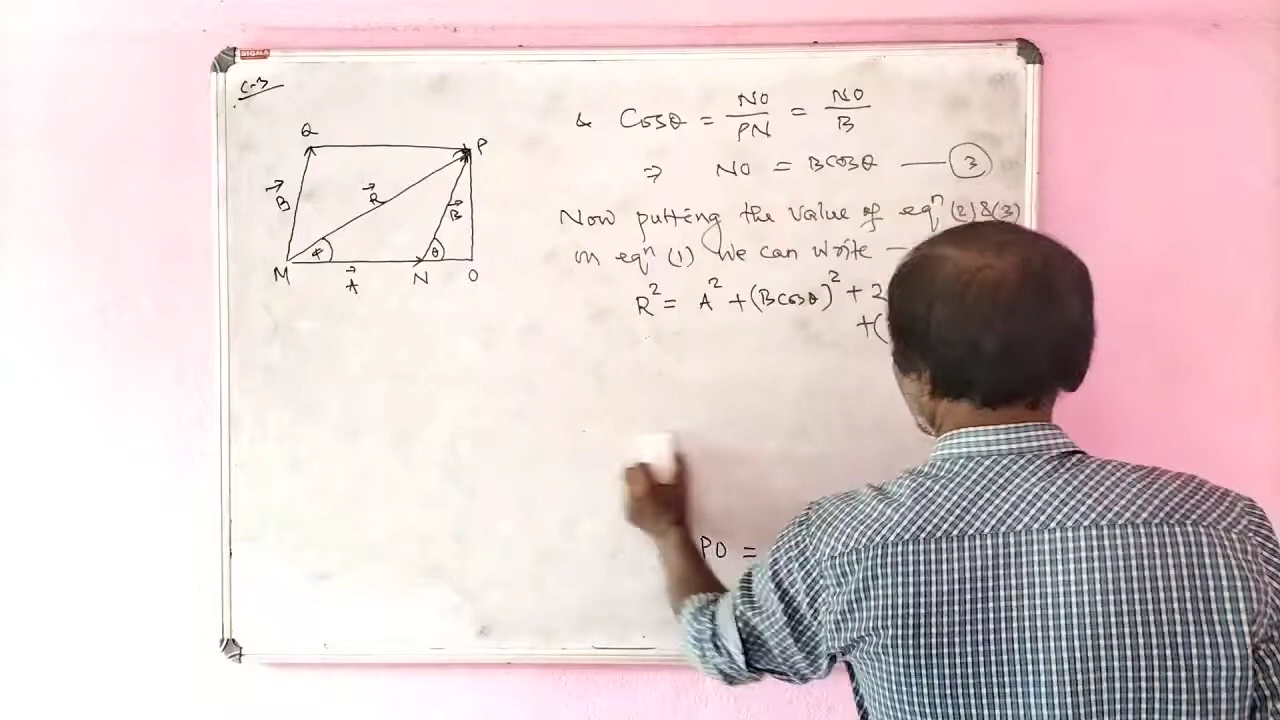 SIGMA
C-3
Q
P
B
R
B
φ
θ
M
A
N
O
& Cosθ = NO/PN = NO/B
⇒ NO = BCosθ — (3)
Now putting the value of eqⁿ (2)&(3)
in eqⁿ (1) we can write —
R² = A² + (BCosθ)² + 2
+(
PO =